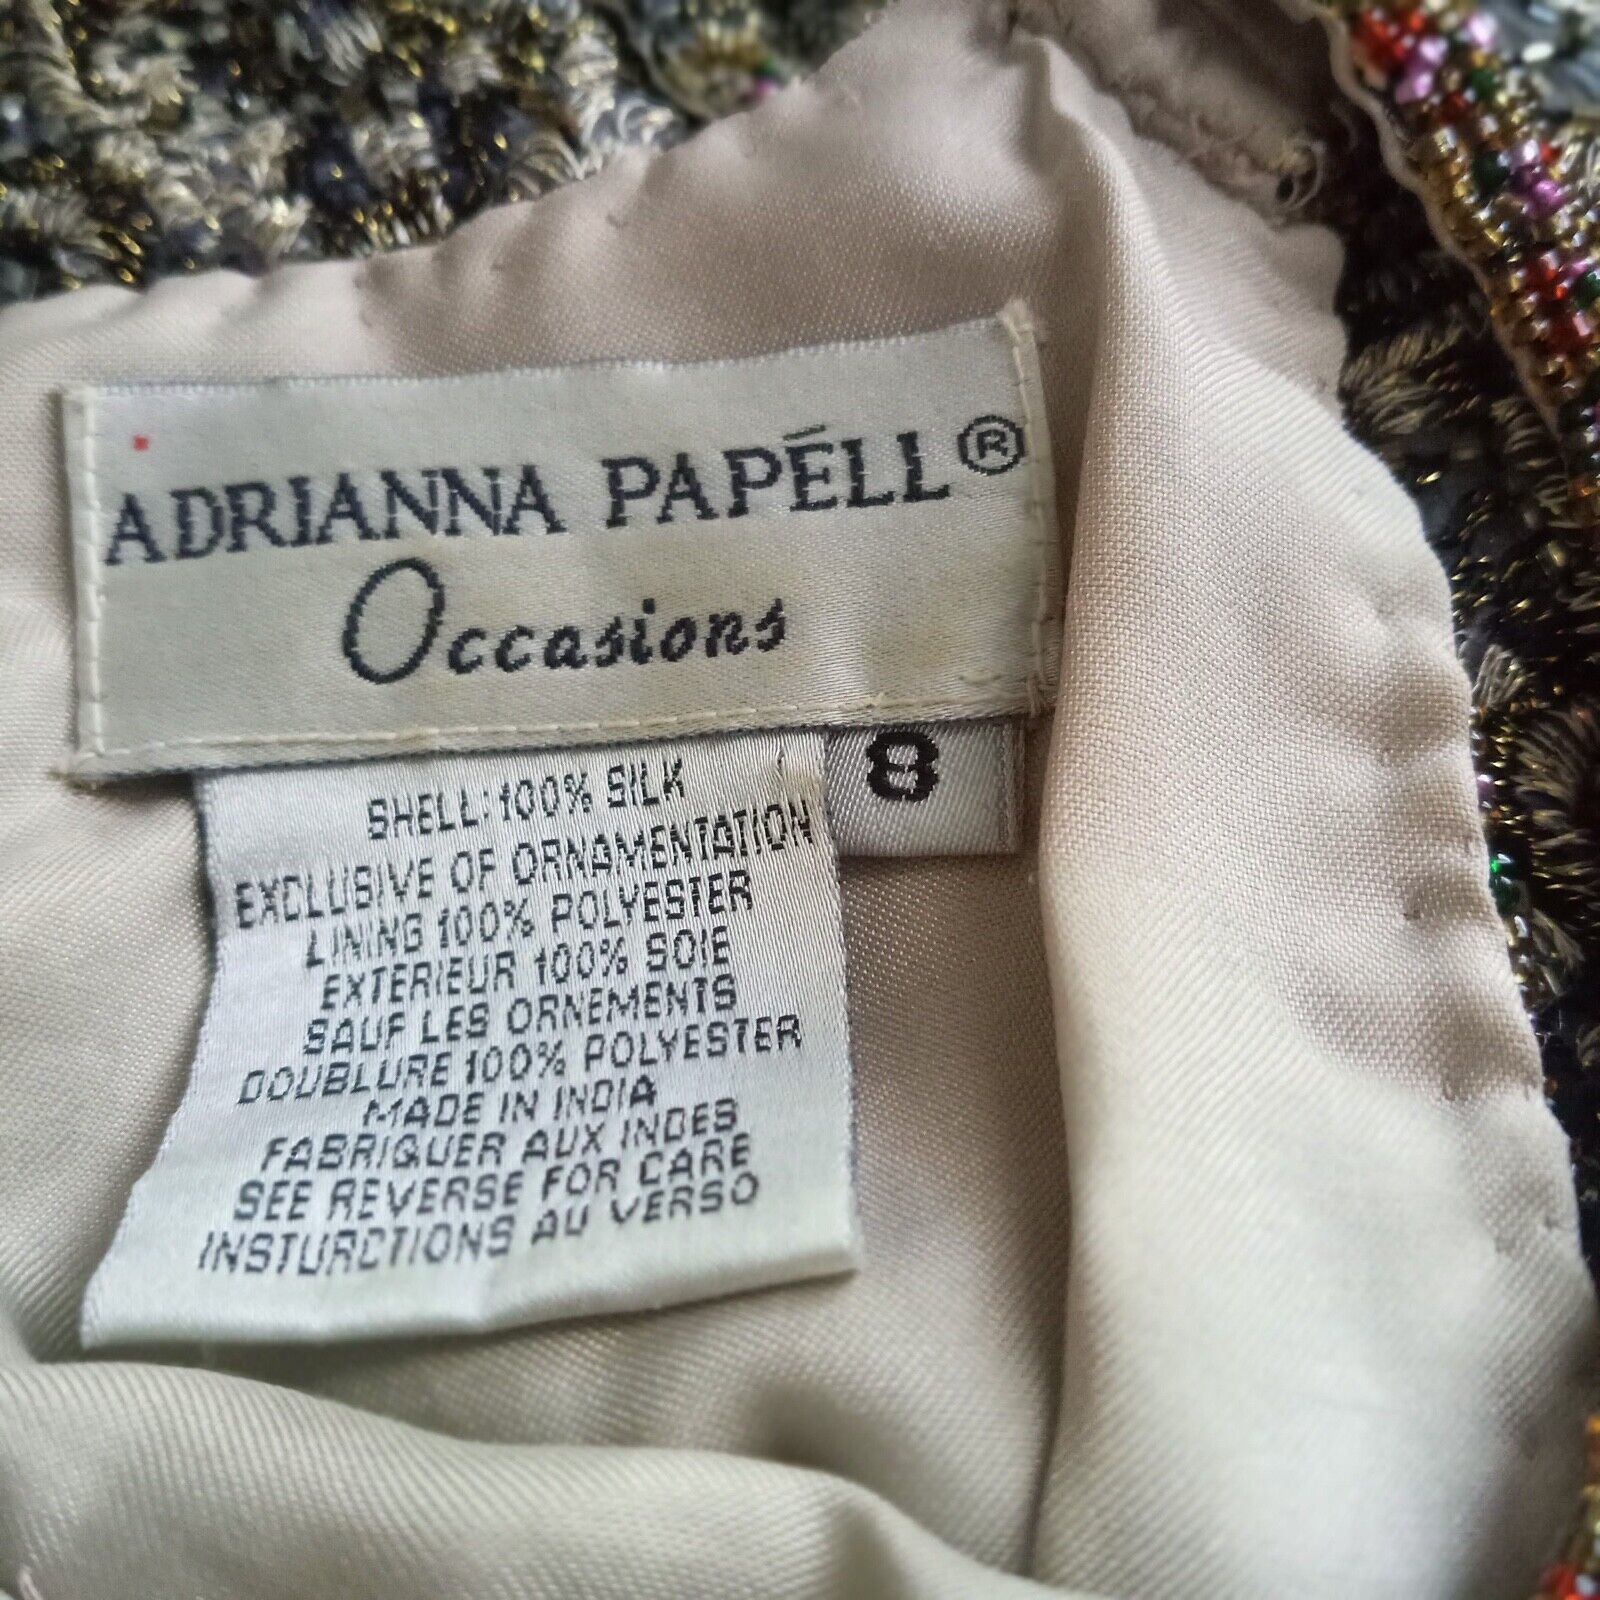 ADRIANNA PAPÉLL®
Occasions
8
SHELL: 100% SILK
EXCLUSIVE OF ORNAMENTATION
LINING 100% POLYESTER
EXTERIEUR 100% SOIE
SAUF LES ORNEMENTS
DOUBLURE 100% POLYESTER
MADE IN INDIA
FABRIQUER AUX INDES
SEE REVERSE FOR CARE
INSTURCTIONS AU VERSO